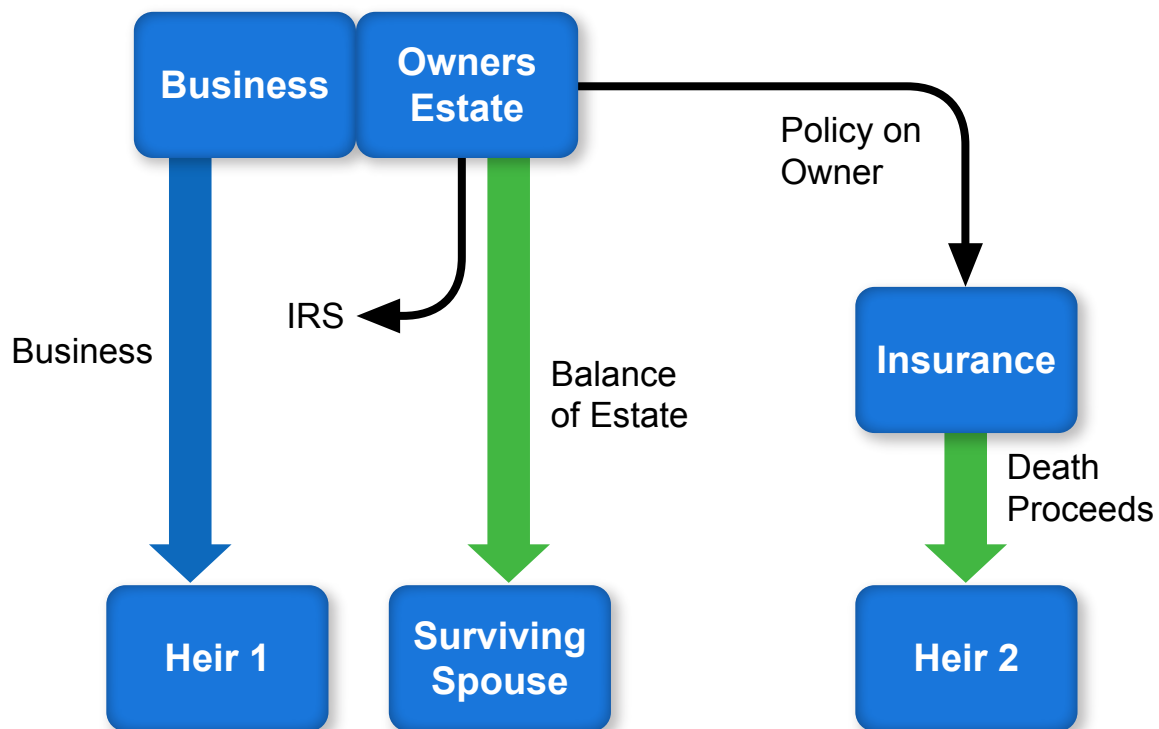 Business
Owners
Estate
Policy on
Owner
IRS
Business
Balance
of Estate
Insurance
Death
Proceeds
Heir 1
Surviving
Spouse
Heir 2